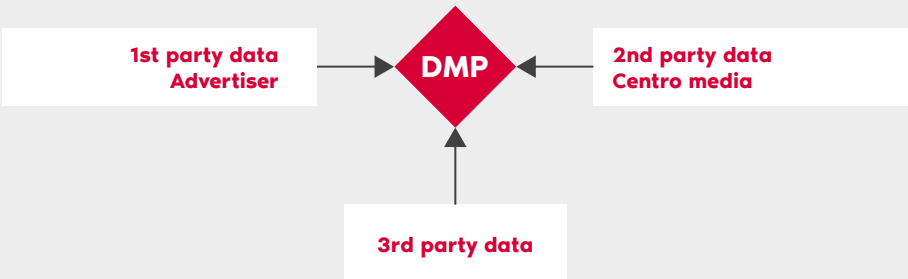 1st party data
Advertiser
DMP
2nd party data
Centro media
3rd party data